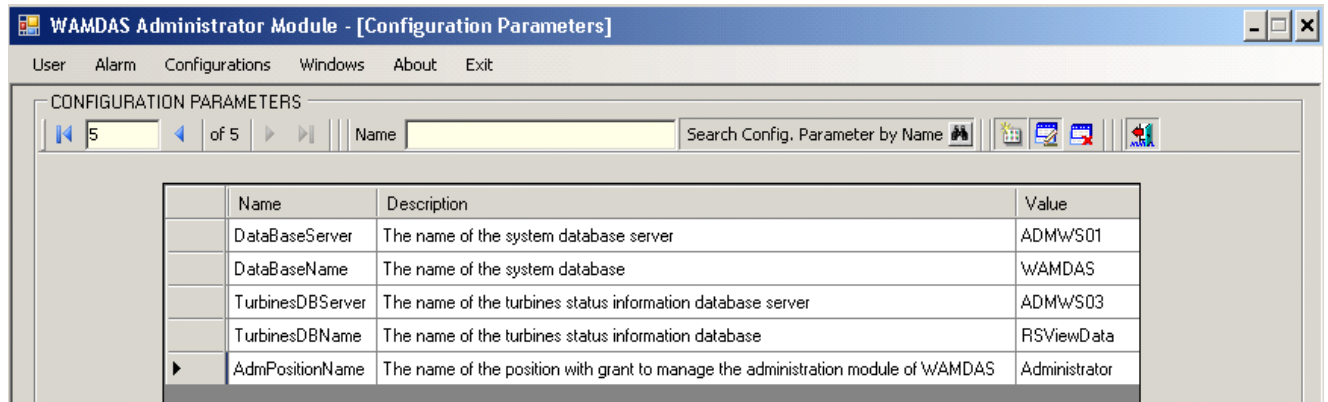 WAMDAS Administrator Module - [Configuration Parameters]
User Alarm Configurations Windows About Exit
CONFIGURATION PARAMETERS
5 of 5 Name Search Config. Parameter by Name
Name Description Value
DataBaseServer The name of the system database server ADMWS01
DataBaseName The name of the system database WAMDAS
TurbinesDBServer The name of the turbines status information database server ADMWS03
TurbinesDBName The name of the turbines status information database RSViewData
AdmPositionName The name of the position with grant to manage the administration module of WAMDAS Administrator